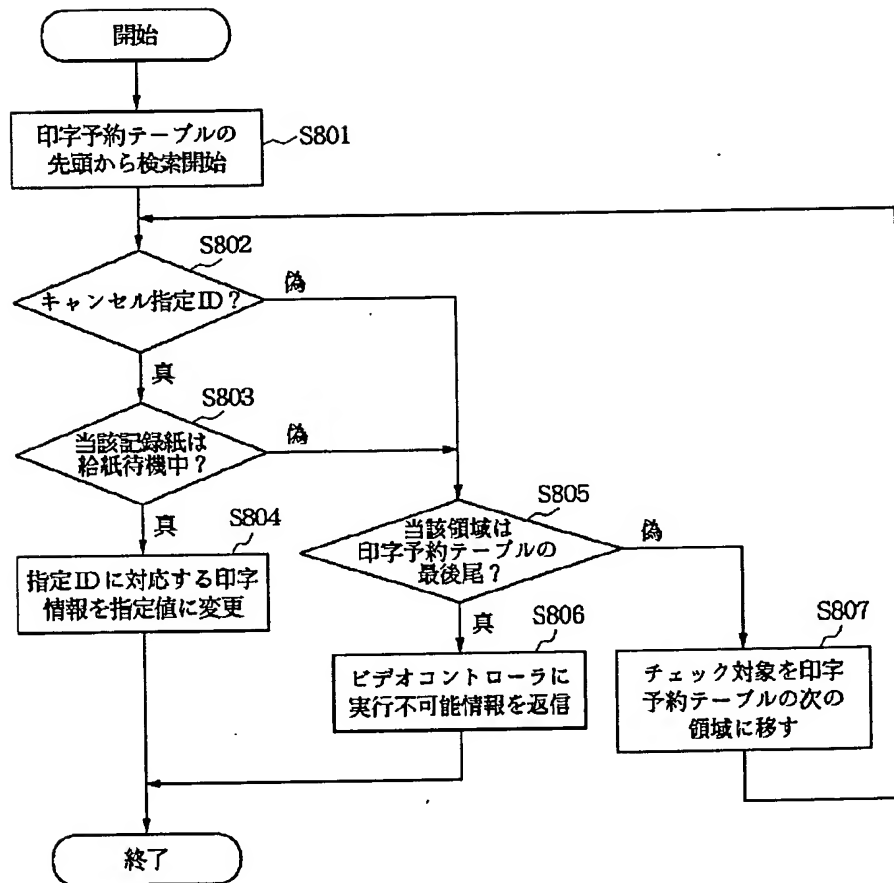 開始
印字予約テーブルの
先頭から検索開始
S801
S802
キャンセル指定ID?
偽
真
S803
当該記録紙は
給紙待機中?
偽
真
S804
指定IDに対応する印字
情報を指定値に変更
S805
当該領域は
印字予約テーブルの
最後尾?
偽
真
S806
ビデオコントローラに
実行不可能情報を返信
S807
チェック対象を印字
予約テーブルの次の
領域に移す
終了